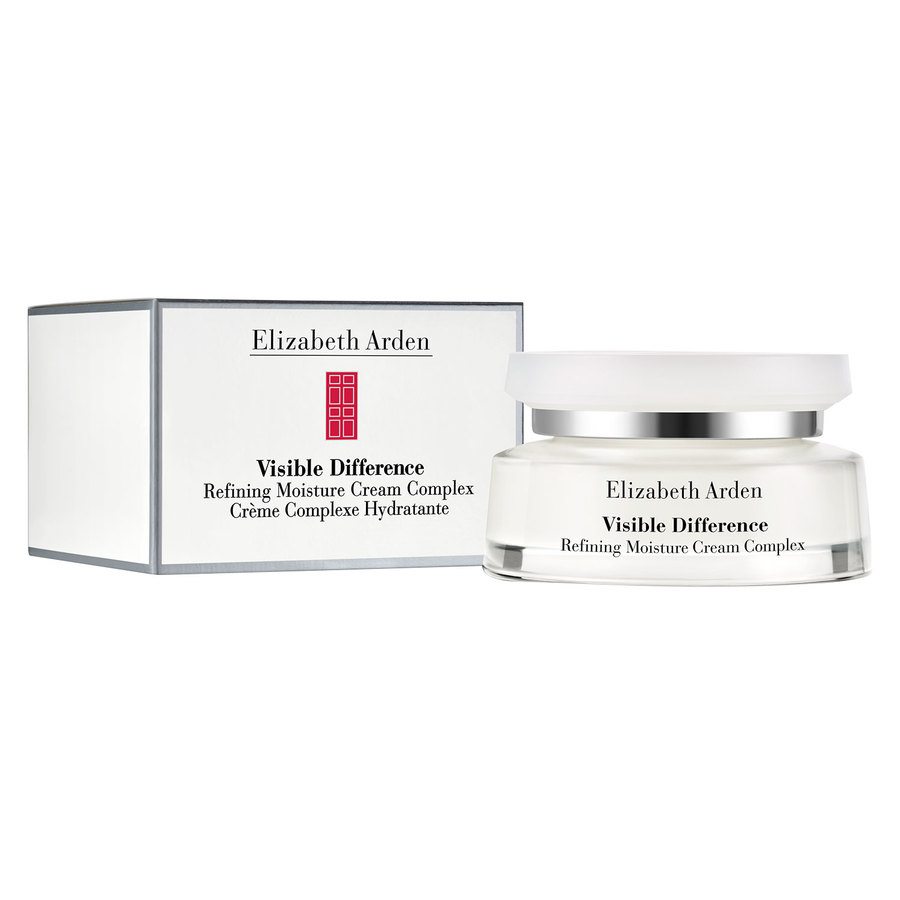 Elizabeth Arden
Visible Difference
Refining Moisture Cream Complex
Crème Complexe Hydratante
Elizabeth Arden
Visible Difference
Refining Moisture Cream Complex